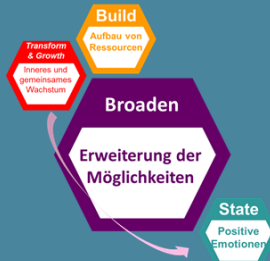 Build
Aufbau von
Ressourcen
Transform
& Growth
Inneres und
gemeinsames
Wachstum
Broaden
Erweiterung der
Möglichkeiten
State
Positive
Emotionen